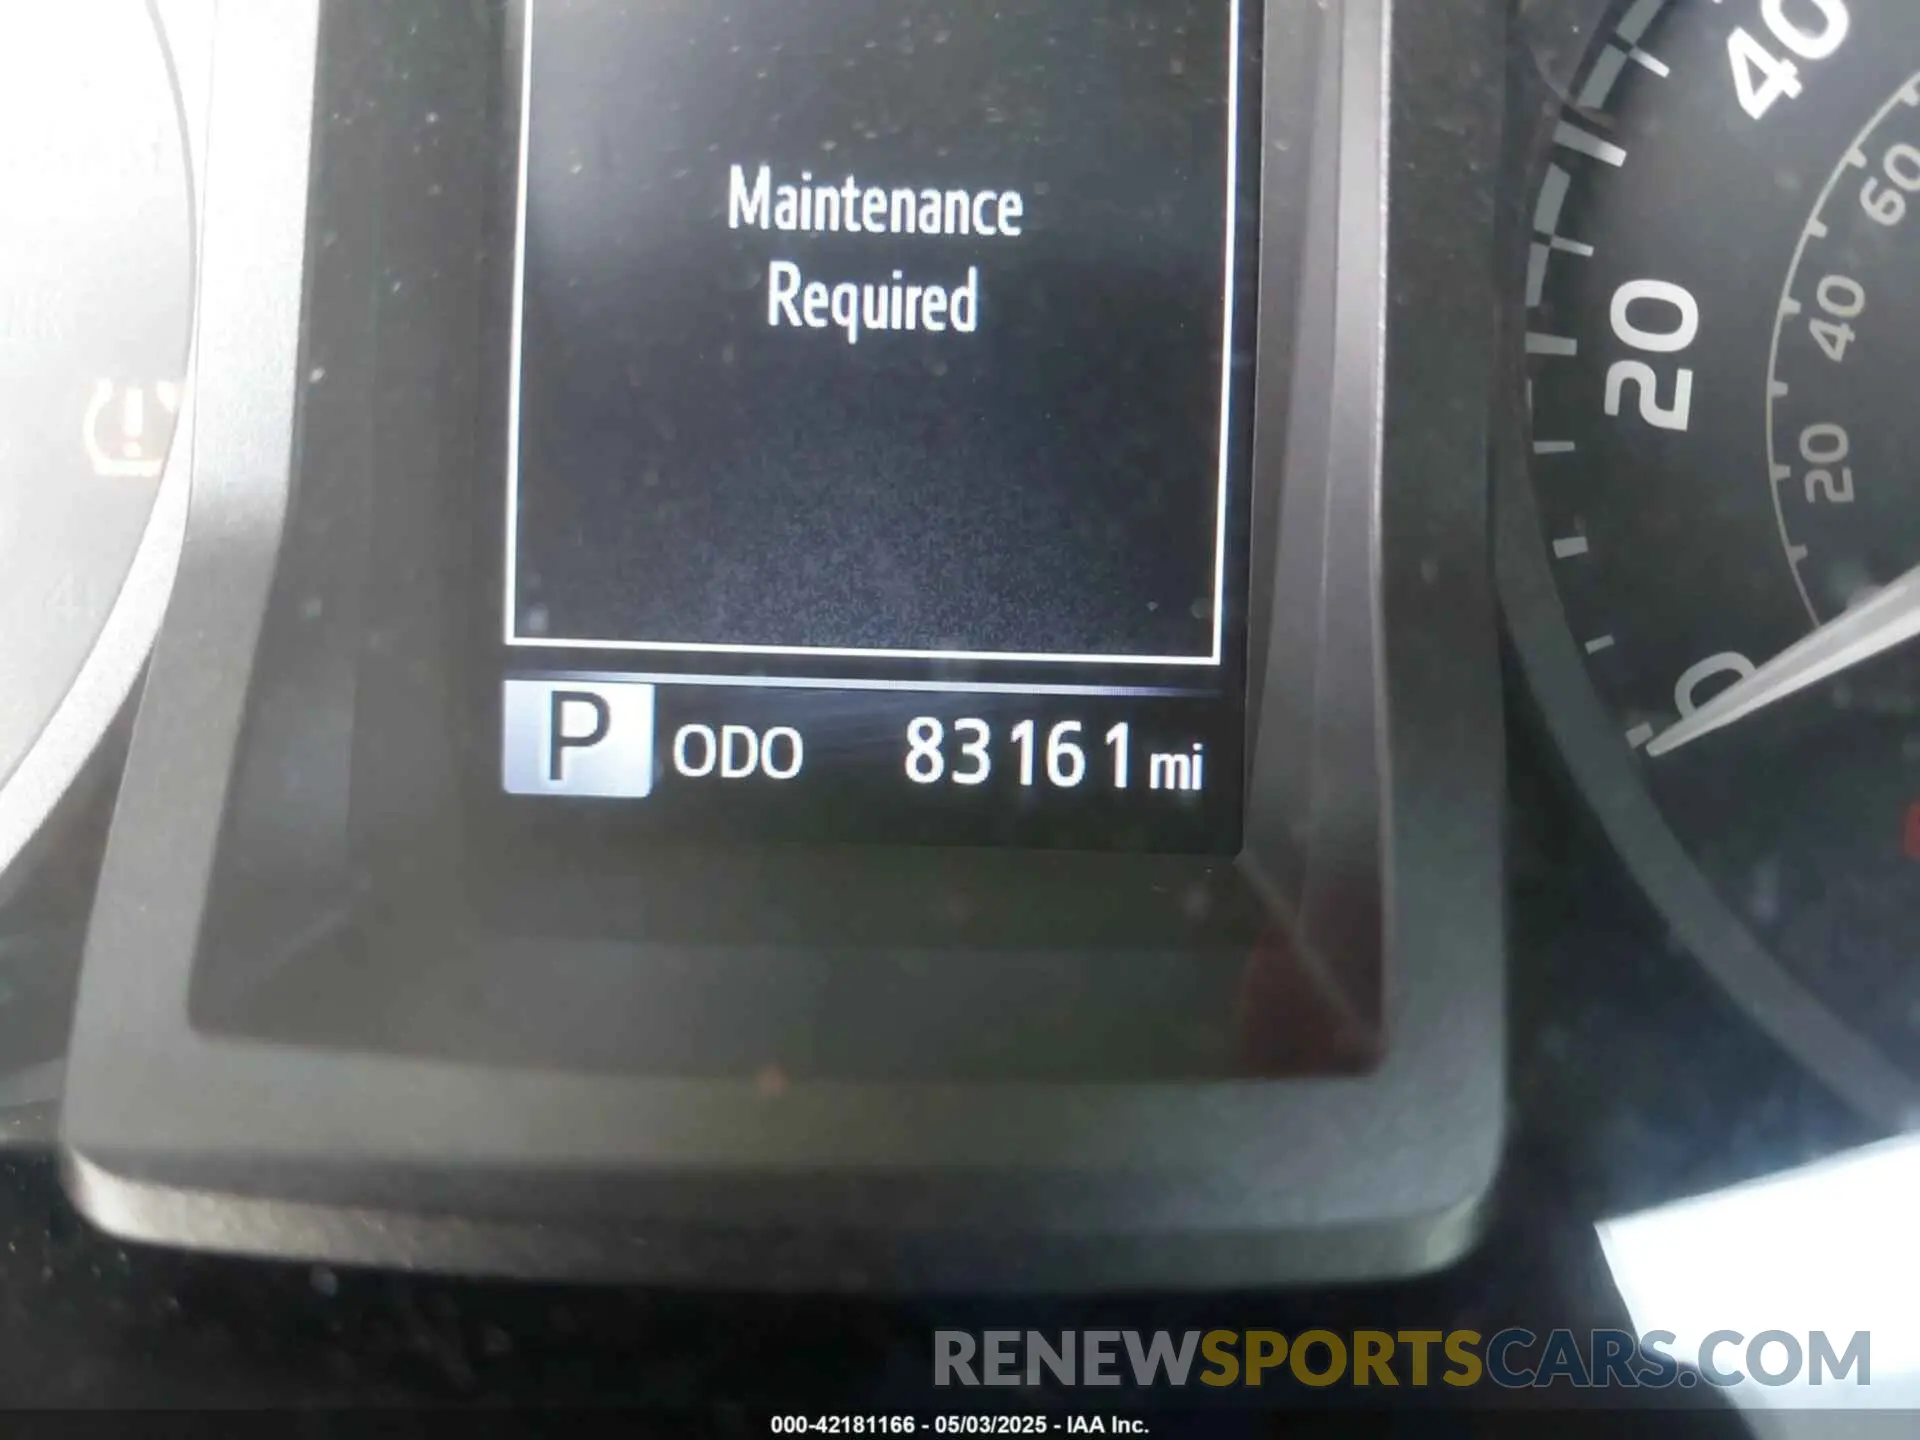 Maintenance
Required
P ODO 83161 mi
40
20
0
60
40
20
RENEWSPORTSCARS.COM
000-42181166 - 05/03/2025 - IAA Inc.